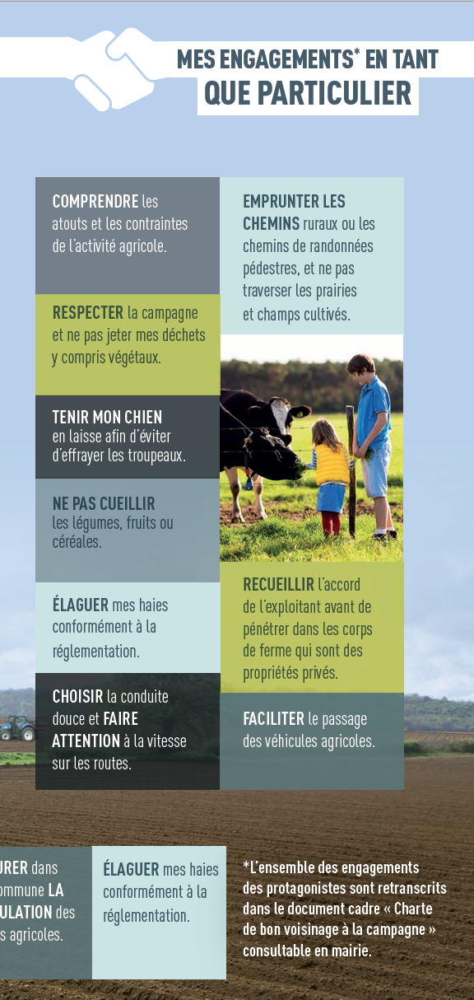 MES ENGAGEMENTS* EN TANT
QUE PARTICULIER
COMPRENDRE les
atouts et les contraintes
de l'activité agricole.
RESPECTER la campagne
et ne pas jeter mes déchets
y compris végétaux.
TENIR MON CHIEN
en laisse afin d'éviter
d'effrayer les troupeaux.
NE PAS CUEILLIR
les légumes, fruits ou
céréales.
ÉLAGUER mes haies
conformément à la
réglementation.
CHOISIR la conduite
douce et FAIRE
ATTENTION à la vitesse
sur les routes.
EMPRUNTER LES
CHEMINS ruraux ou les
chemins de randonnées
pédestres, et ne pas
traverser les prairies
et champs cultivés.
RECUEILLIR l'accord
de l'exploitant avant de
pénétrer dans les corps
de ferme qui sont des
propriétés privés.
FACILITER le passage
des véhicules agricoles.
URER dans
ommune LA
ULATION des
s agricoles.
ÉLAGUER mes haies
conformément à la
réglementation.
*L'ensemble des engagements
des protagonistes sont retranscrits
dans le document cadre « Charte
de bon voisinage à la campagne »
consultable en mairie.